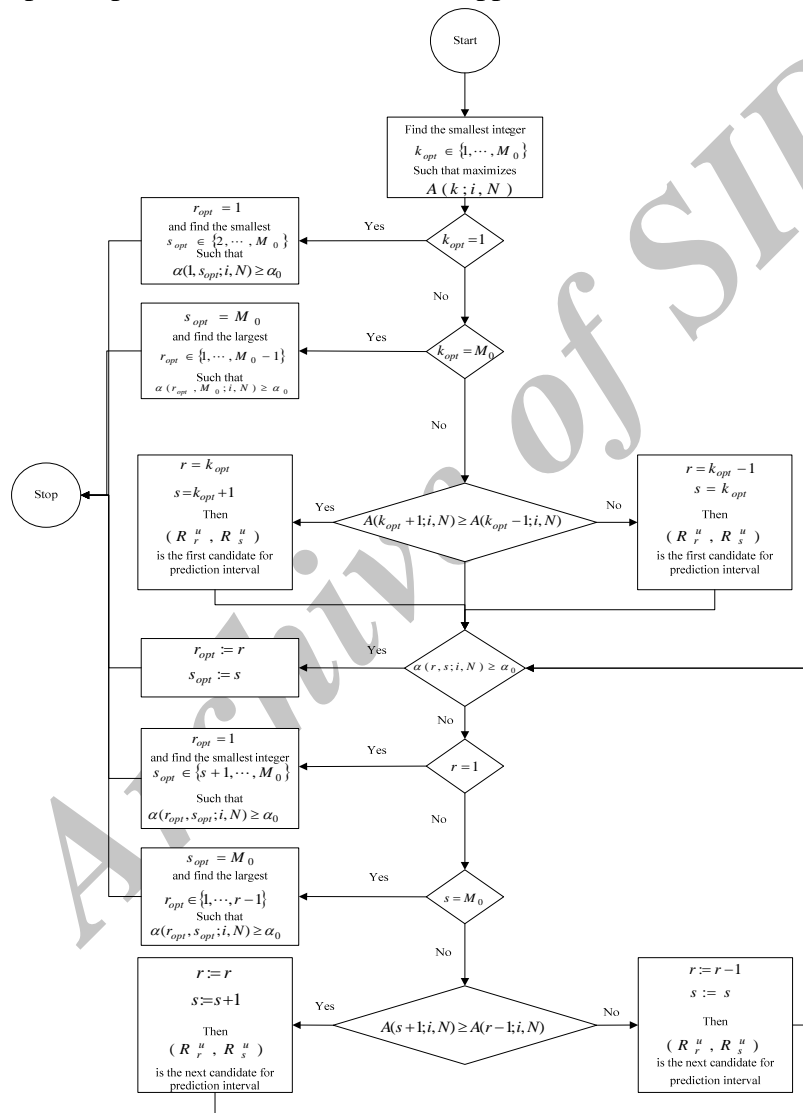 Start
Find the smallest integer
k_opt ∈ {1,⋯,M_0}
Such that maximizes
A(k;i,N)
k_opt = 1
Yes
No
r_opt = 1
and find the smallest
s_opt ∈ {2,⋯,M_0}
Such that
α(1,s_opt;i,N) ≥ α_0
k_opt = M_0
Yes
No
s_opt = M_0
and find the largest
r_opt ∈ {1,⋯,M_0−1}
Such that
α(r_opt,M_0;i,N) ≥ α_0
Stop
A(k_opt+1;i,N) ≥ A(k_opt−1;i,N)
Yes
No
r = k_opt
s = k_opt+1
Then
(R_r^u, R_s^u)
is the first candidate for
prediction interval
r = k_opt−1
s = k_opt
Then
(R_r^u, R_s^u)
is the first candidate for
prediction interval
α(r,s;i,N) ≥ α_0
Yes
No
r_opt := r
s_opt := s
r = 1
Yes
No
r_opt = 1
and find the smallest integer
s_opt ∈ {s+1,⋯,M_0}
Such that
α(r_opt,s_opt;i,N) ≥ α_0
s = M_0
Yes
No
s_opt = M_0
and find the largest
r_opt ∈ {1,⋯,r−1}
Such that
α(r_opt,s_opt;i,N) ≥ α_0
A(s+1;i,N) ≥ A(r−1;i,N)
Yes
No
r := r
s := s+1
Then
(R_r^u, R_s^u)
is the next candidate for
prediction interval
r := r−1
s := s
Then
(R_r^u, R_s^u)
is the next candidate for
prediction interval
Archive of SI